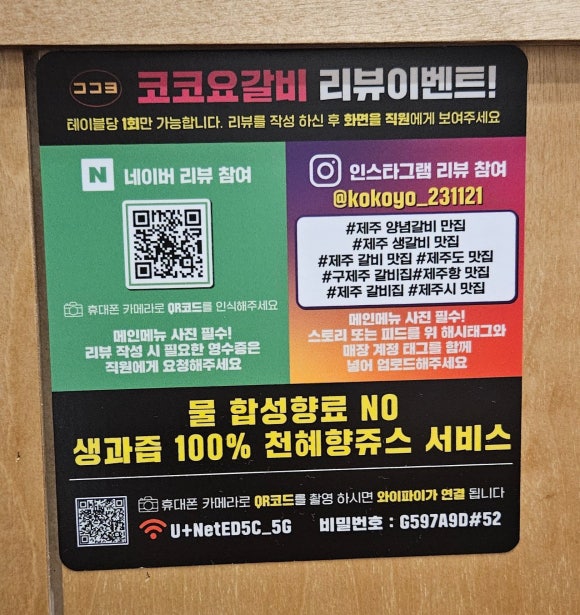 ココヨ 코코요갈비 리뷰이벤트!
테이블당 1회만 가능합니다. 리뷰를 작성 하신 후 화면을 직원에게 보여주세요
N 네이버 리뷰 참여
휴대폰 카메라로 QR코드를 인식해주세요
메인메뉴 사진 필수!
리뷰 작성 시 필요한 영수증은
직원에게 요청해주세요
인스타그램 리뷰 참여
@kokoyo_231121
#제주 양념갈비 만집
#제주 생갈비 맛집
#제주 갈비 맛집 #제주도 맛집
#구제주 갈비집#제주항 맛집
#제주 갈비집 #제주시 맛집
메인메뉴 사진 필수!
스토리 또는 피드를 위 해시태그와
매장 계정 태그를 함께
넣어 업로드해주세요
물 합성향료 NO
생과즙 100% 천혜향쥬스 서비스
휴대폰 카메라로 QR코드를 촬영 하시면 와이파이가 연결 됩니다
U+NetED5C_5G 비밀번호 : G597A9D#52